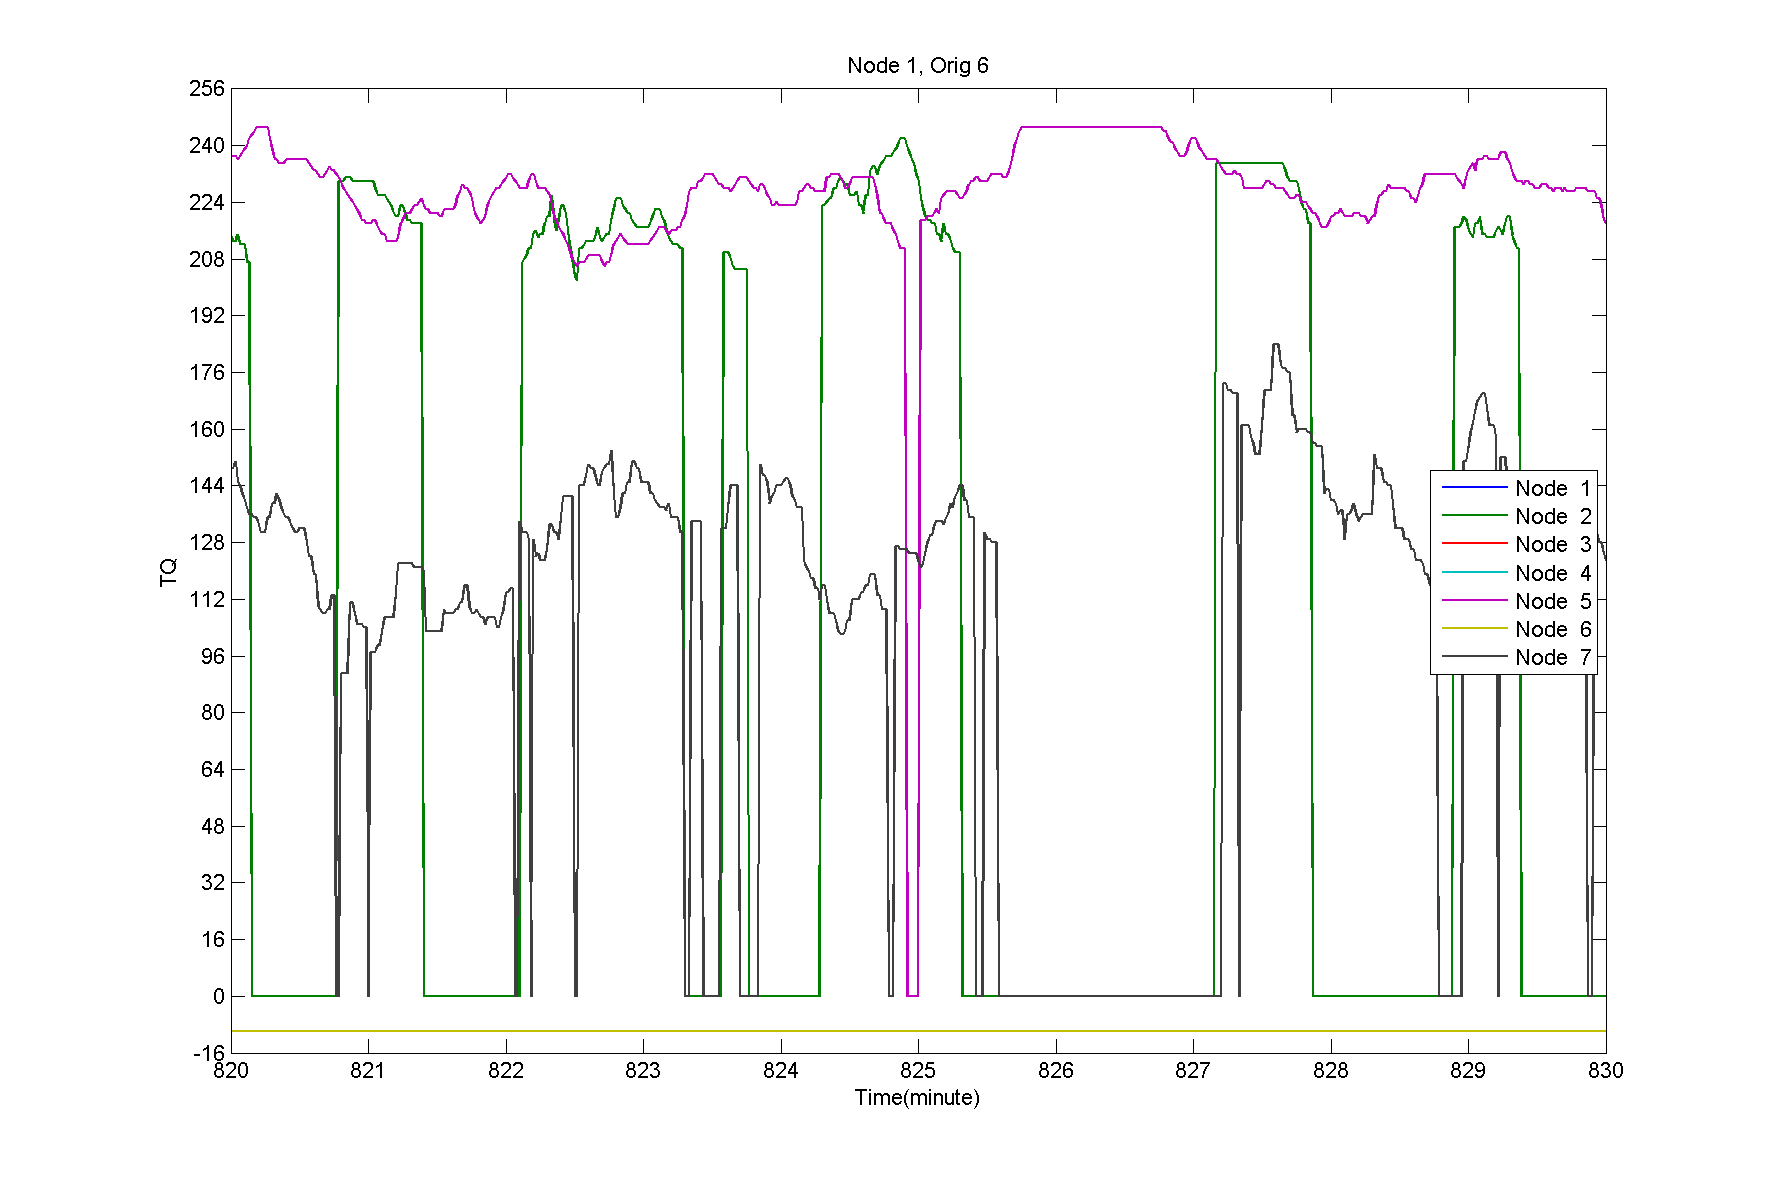 Node 1, Orig 6
256
240
224
208
192
176
160
144
128
112
96
80
64
48
32
16
0
-16
TQ
Node 1
Node 2
Node 3
Node 4
Node 5
Node 6
Node 7
820 821 822 823 824 825 826 827 828 829 830
Time(minute)